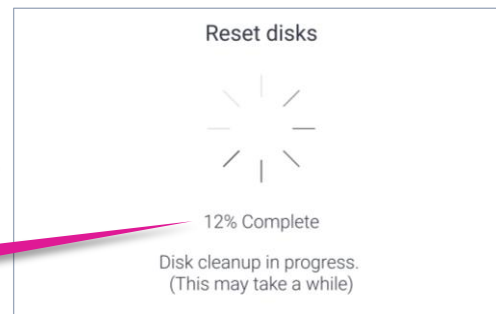 Reset disks
12% Complete
Disk cleanup in progress.
(This may take a while)